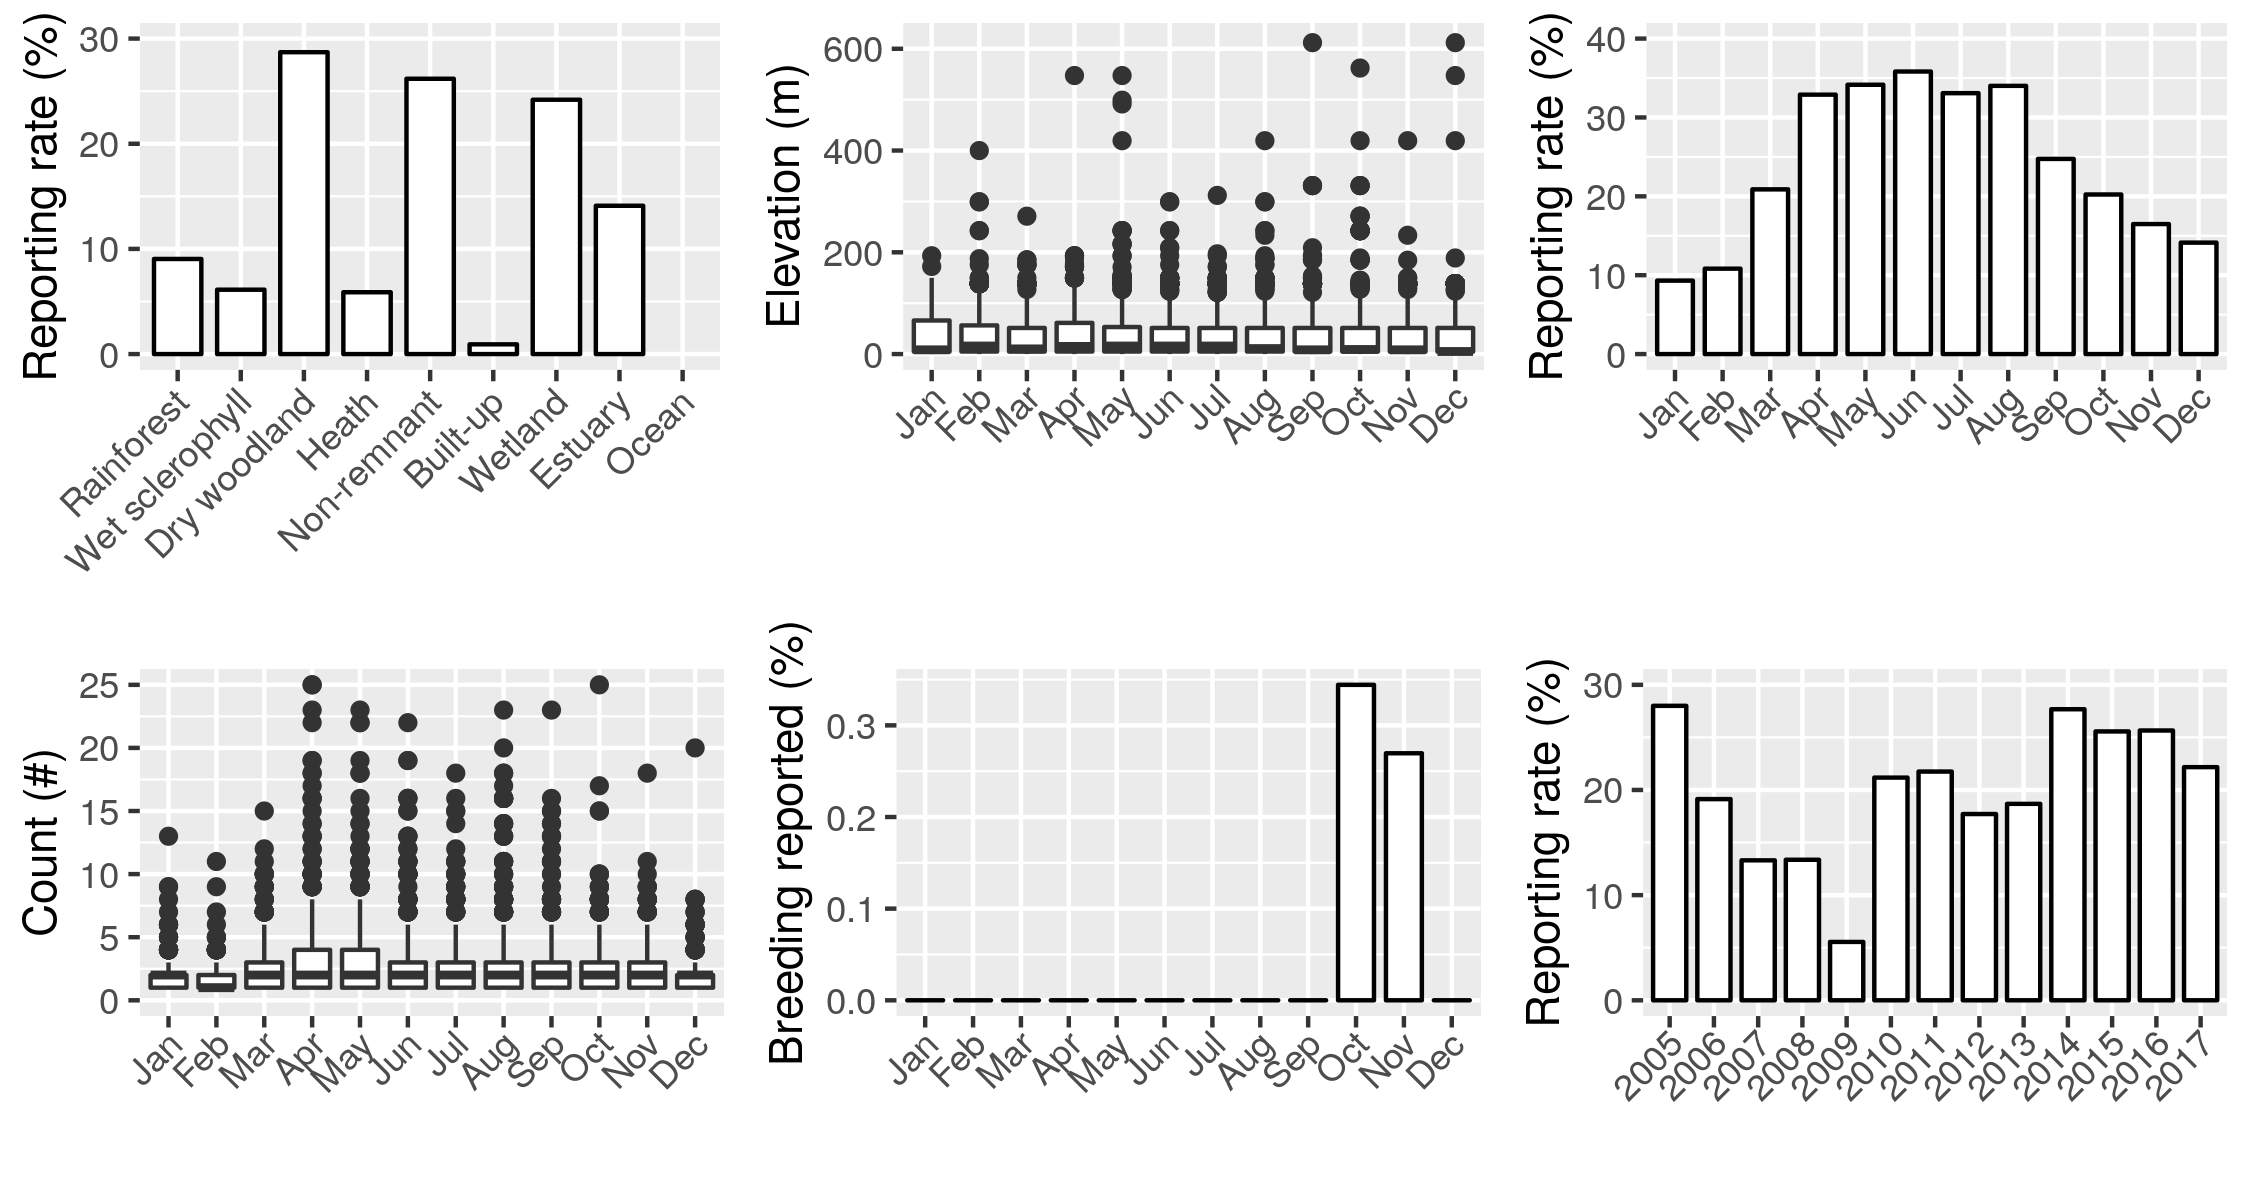 Reporting rate (%)
30
20
10
0
Rainforest
Wet sclerophyll
Dry woodland
Heath
Non-remnant
Built-up
Wetland
Estuary
Ocean
Elevation (m)
600
400
200
0
Jan
Feb
Mar
Apr
May
Jun
Jul
Aug
Sep
Oct
Nov
Dec
Reporting rate (%)
40
30
20
10
0
Jan
Feb
Mar
Apr
May
Jun
Jul
Aug
Sep
Oct
Nov
Dec
Count (#)
25
20
15
10
5
0
Jan
Feb
Mar
Apr
May
Jun
Jul
Aug
Sep
Oct
Nov
Dec
Breeding reported (%)
0.3
0.2
0.1
0.0
Jan
Feb
Mar
Apr
May
Jun
Jul
Aug
Sep
Oct
Nov
Dec
Reporting rate (%)
30
20
10
0
2005
2006
2007
2008
2009
2010
2011
2012
2013
2014
2015
2016
2017